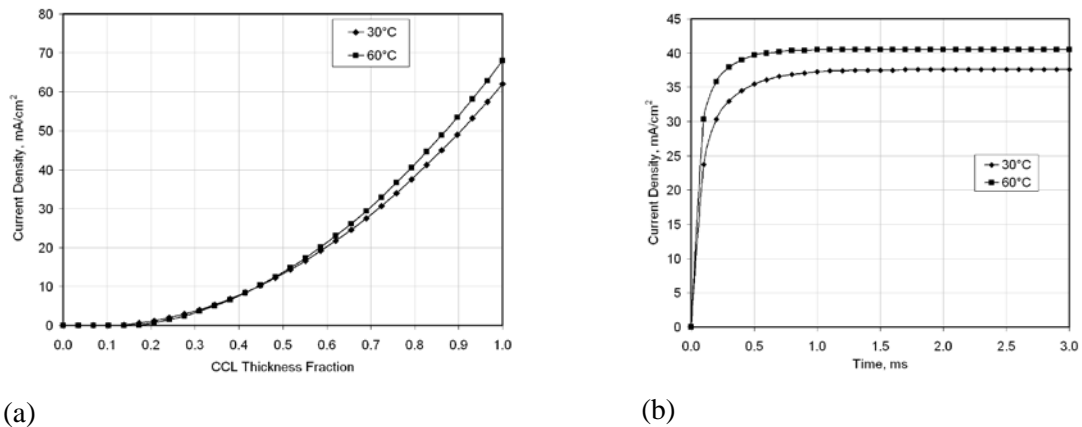 80
70
60
50
40
30
20
10
0
Current Density, mA/cm²
30°C
60°C
0.0 0.1 0.2 0.3 0.4 0.5 0.6 0.7 0.8 0.9 1.0
CCL Thickness Fraction
(a)
45
40
35
30
25
20
15
10
5
0
Current Density, mA/cm²
30°C
60°C
0.0 0.5 1.0 1.5 2.0 2.5 3.0
Time, ms
(b)